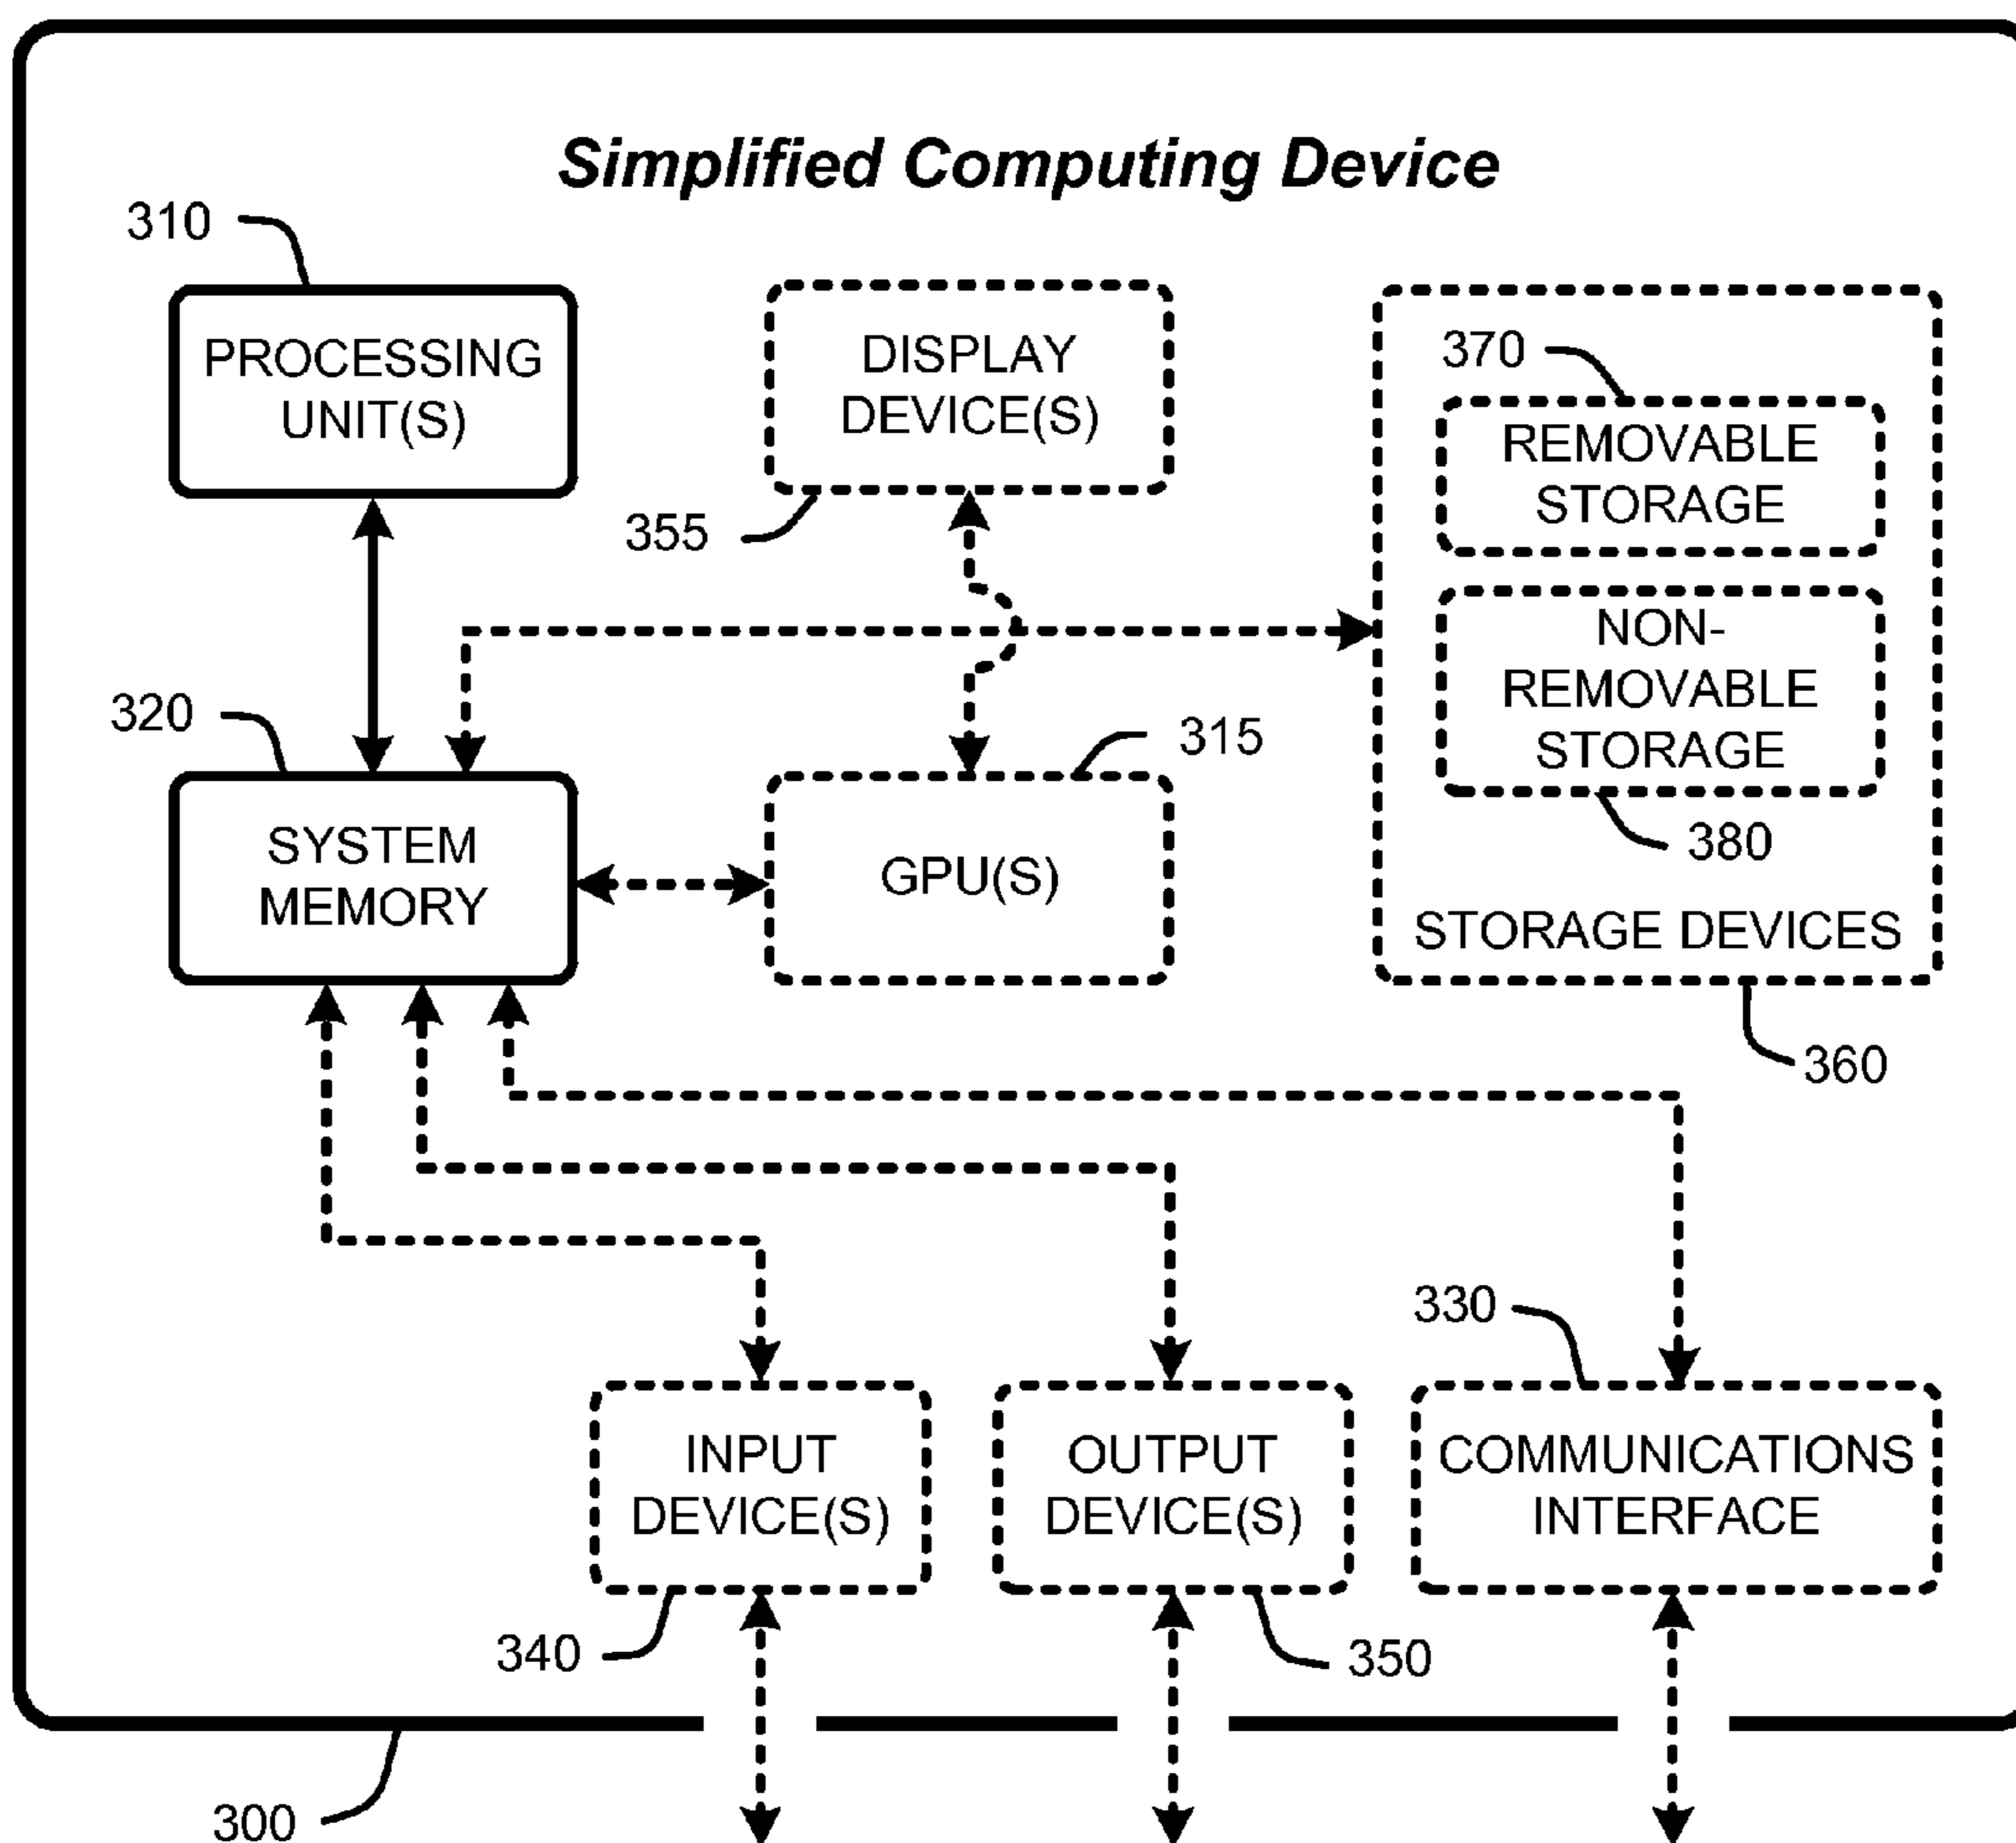 Simplified Computing Device
310
PROCESSING
UNIT(S)
DISPLAY
DEVICE(S)
355
370
REMOVABLE
STORAGE
NON-
REMOVABLE
STORAGE
380
STORAGE DEVICES
360
320
SYSTEM
MEMORY
315
GPU(S)
330
INPUT
DEVICE(S)
OUTPUT
DEVICE(S)
COMMUNICATIONS
INTERFACE
340
350
300